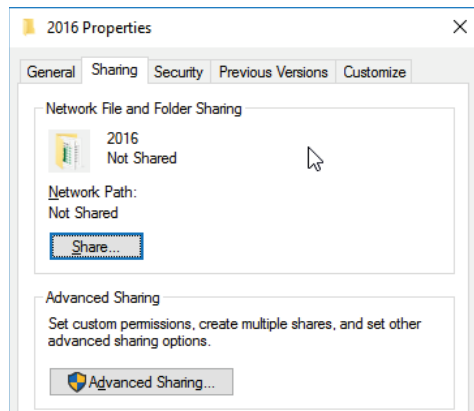 2016 Properties
General Sharing Security Previous Versions Customize
Network File and Folder Sharing
2016
Not Shared
Network Path:
Not Shared
Share...
Advanced Sharing
Set custom permissions, create multiple shares, and set other
advanced sharing options.
Advanced Sharing...